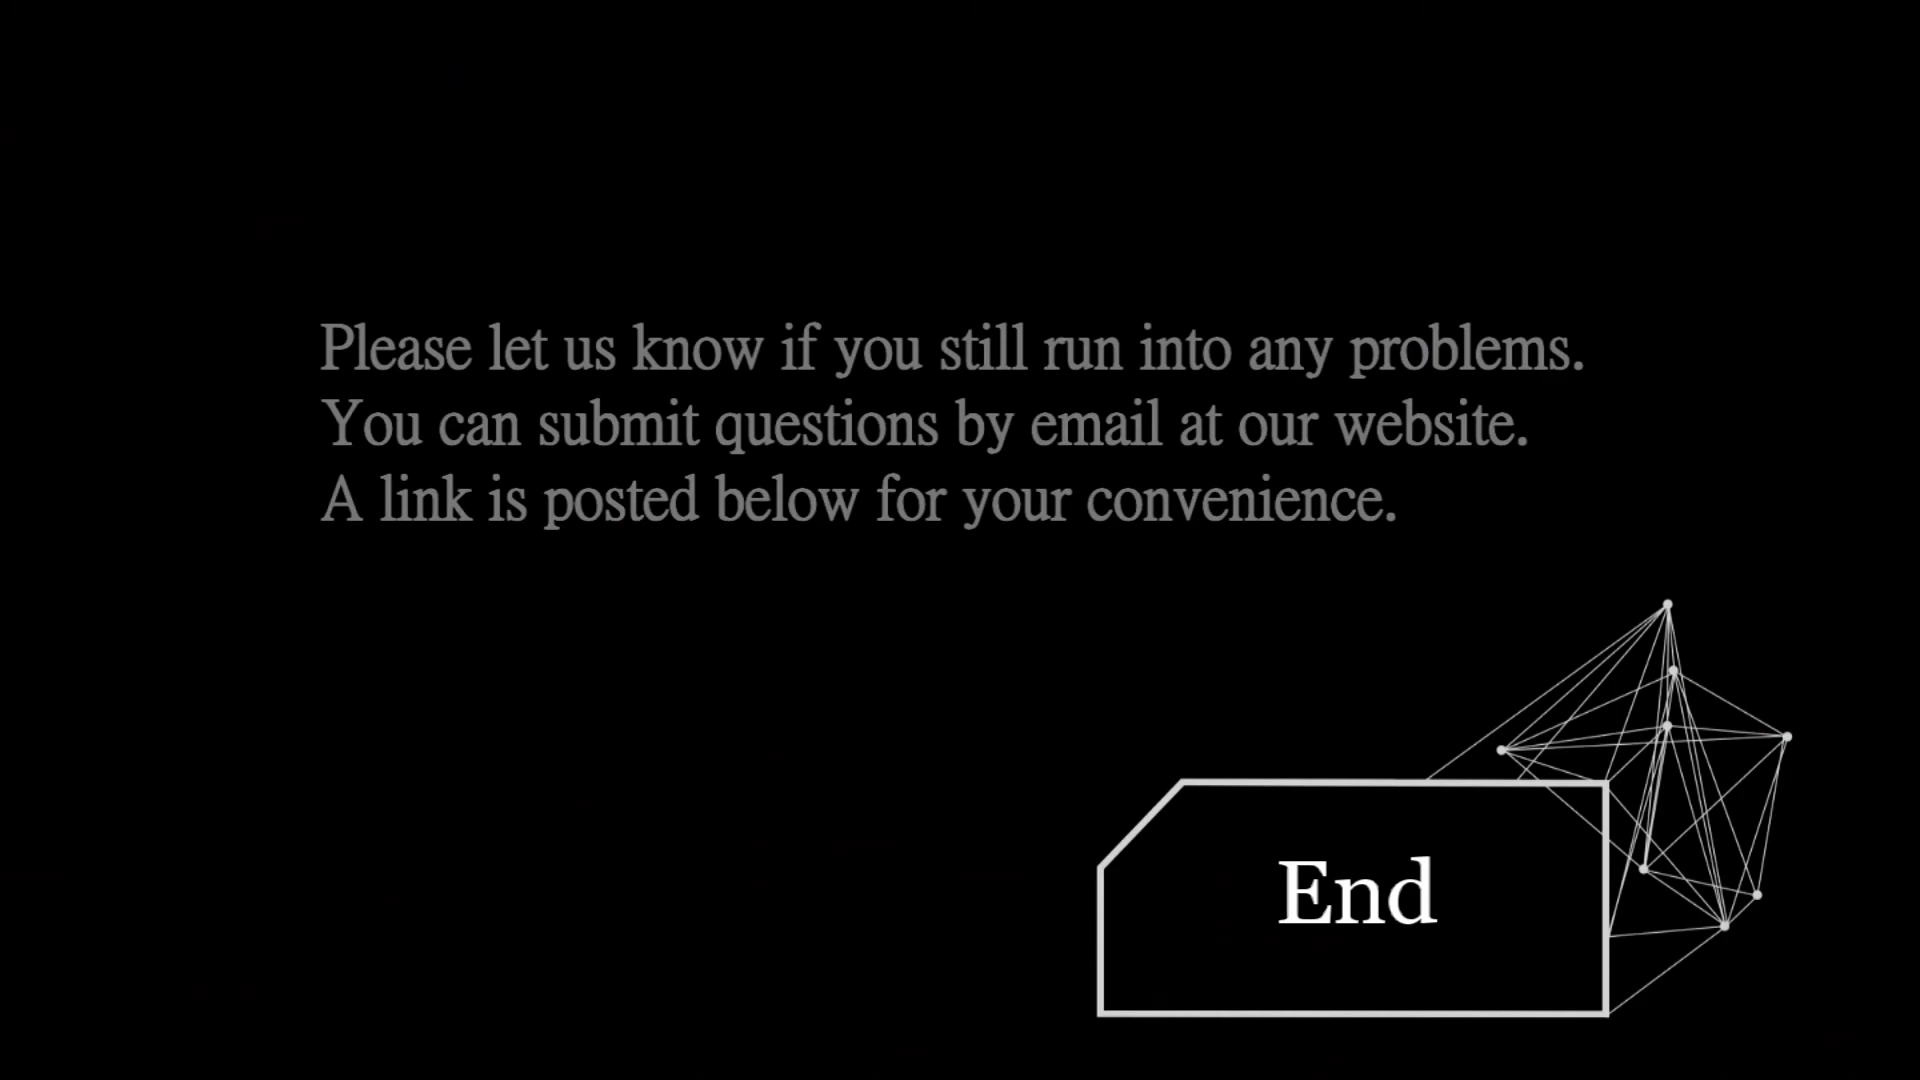 Please let us know if you still run into any problems.
You can submit questions by email at our website.
A link is posted below for your convenience.
End